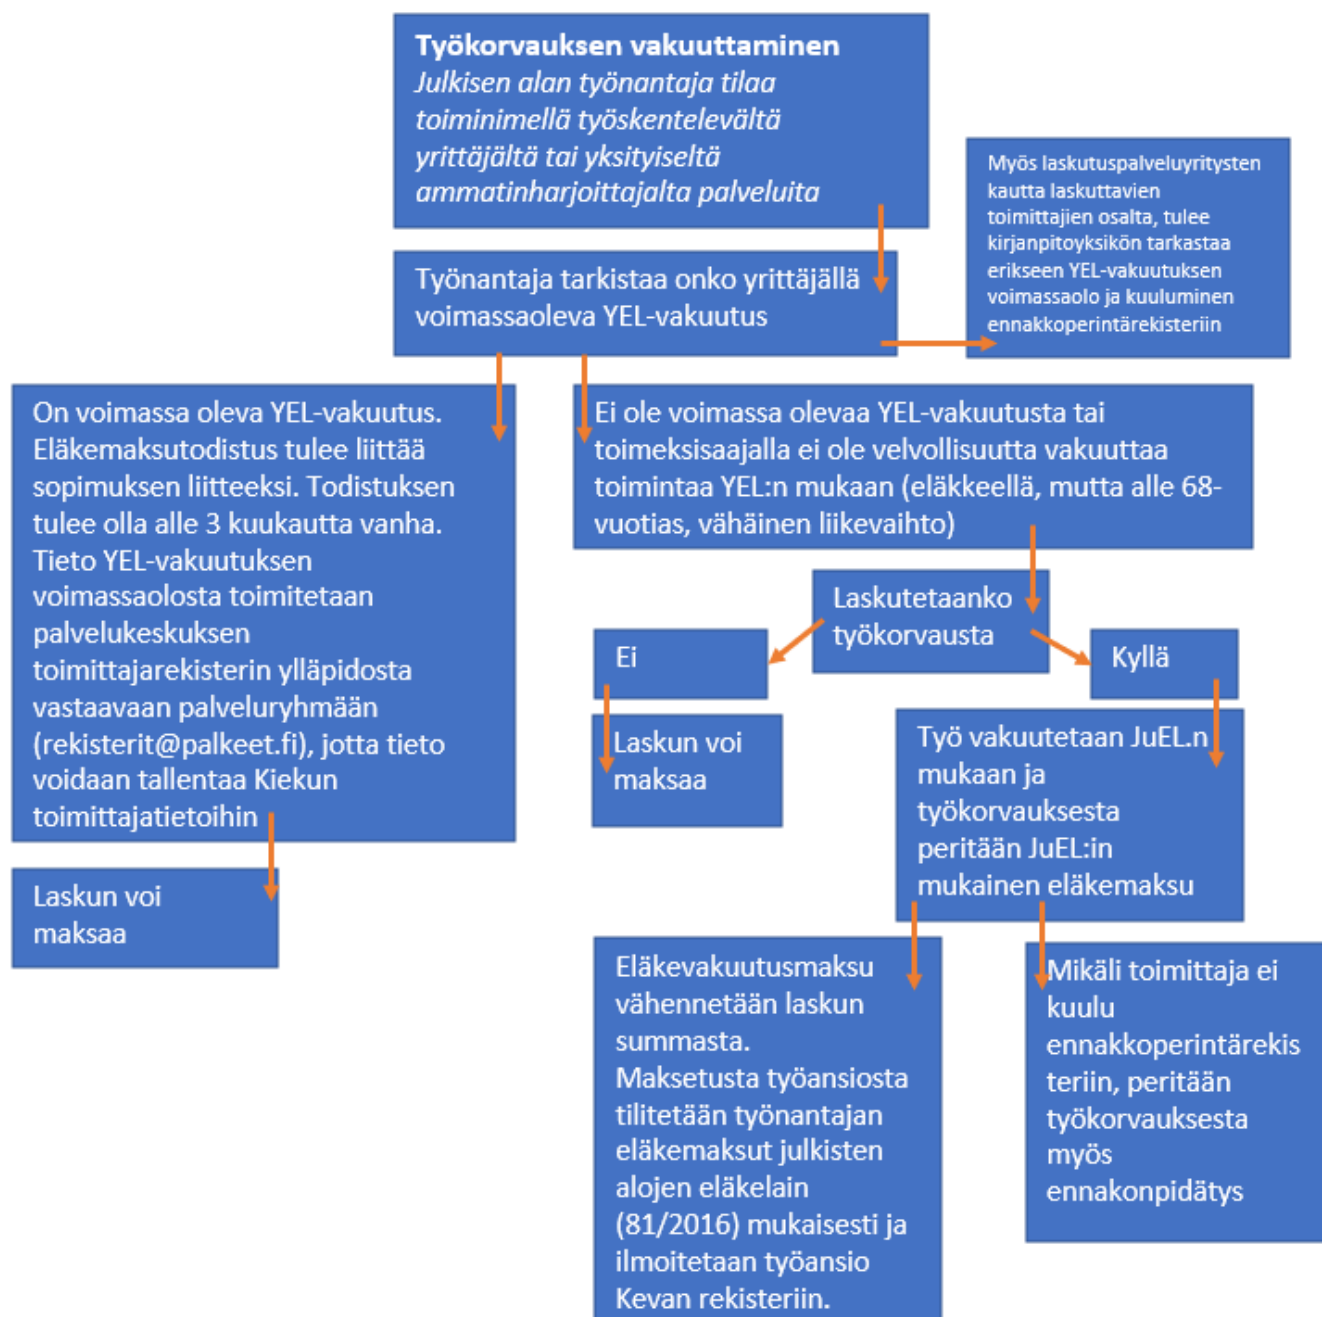 Työkorvauksen vakuuttaminen
Julkisen alan työnantaja tilaa
toiminimellä työskentelevältä
yrittäjältä tai yksityiseltä
ammatinharjoittajalta palveluita
Myös laskutuspalveluyritysten
kautta laskuttavien
toimittajien osalta, tulee
kirjanpitoyksikön tarkastaa
erikseen YEL-vakuutuksen
voimassaolo ja kuuluminen
ennakkoperintärekisteriin
Työnantaja tarkistaa onko yrittäjällä
voimassaoleva YEL-vakuutus
On voimassa oleva YEL-vakuutus.
Eläkemaksutodistus tulee liittää
sopimuksen liitteeksi. Todistuksen
tulee olla alle 3 kuukautta vanha.
Tieto YEL-vakuutuksen
voimassaolosta toimitetaan
palvelukeskuksen
toimittajarekisterin ylläpidosta
vastaavaan palveluryhmään
(rekisterit@palkeet.fi), jotta tieto
voidaan tallentaa Kiekun
toimittajatietoihin
Laskun voi
maksaa
Ei ole voimassa olevaa YEL-vakuutusta tai
toimeksisaajalla ei ole velvollisuutta vakuuttaa
toimintaa YEL:n mukaan (eläkkeellä, mutta alle 68-
vuotias, vähäinen liikevaihto)
Laskutetaanko
työkorvausta
Ei
Laskun voi
maksaa
Kyllä
Työ vakuutetaan JuEL.n
mukaan ja
työkorvauksesta
peritään JuEL:in
mukainen eläkemaksu
Eläkevakuutusmaksu
vähennetään laskun
summasta.
Maksetusta työansiosta
tilitetään työnantajan
eläkemaksut julkisten
alojen eläkelain
(81/2016) mukaisesti ja
ilmoitetaan työansio
Kevan rekisteriin.
Mikäli toimittaja ei
kuulu
ennakkoperintärekis
teriin, peritään
työkorvauksesta
myös
ennakonpidätys